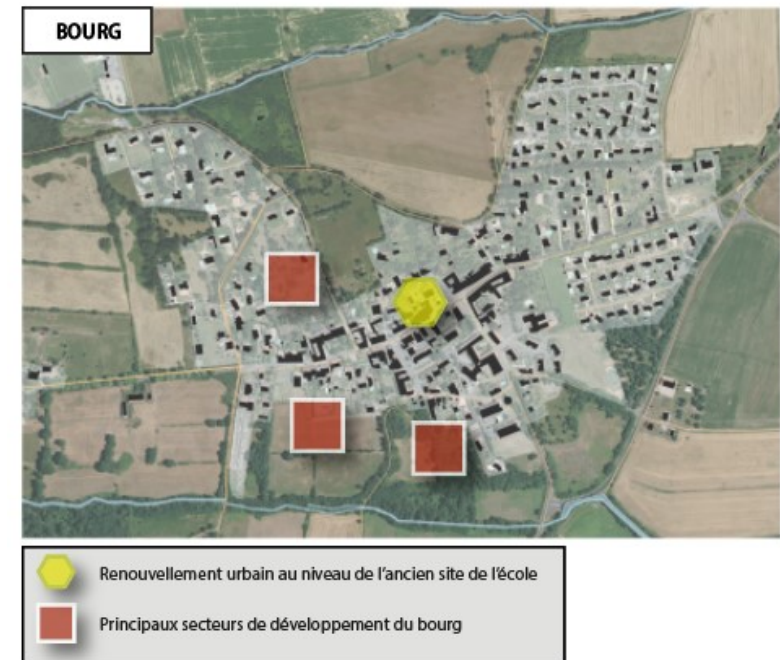 BOURG
Renouvellement urbain au niveau de l'ancien site de l'école
Principaux secteurs de développement du bourg